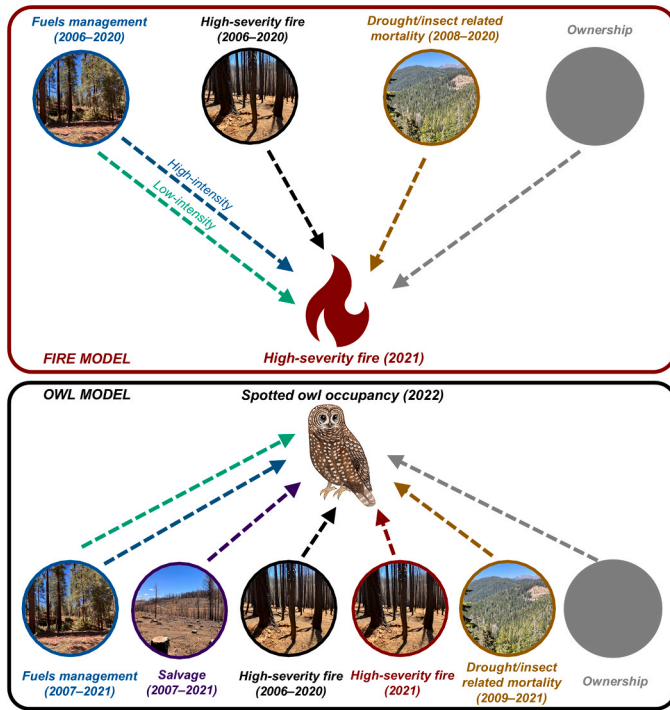 Fuels management
(2006–2020)
High-severity fire
(2006–2020)
Drought/insect related
mortality (2008–2020)
Ownership
High-intensity
Low-intensity
FIRE MODEL
High-severity fire (2021)
OWL MODEL
Spotted owl occupancy (2022)
Fuels management
(2007–2021)
Salvage
(2007–2021)
High-severity fire
(2006–2020)
High-severity fire
(2021)
Drought/insect
related mortality
(2009–2021)
Ownership